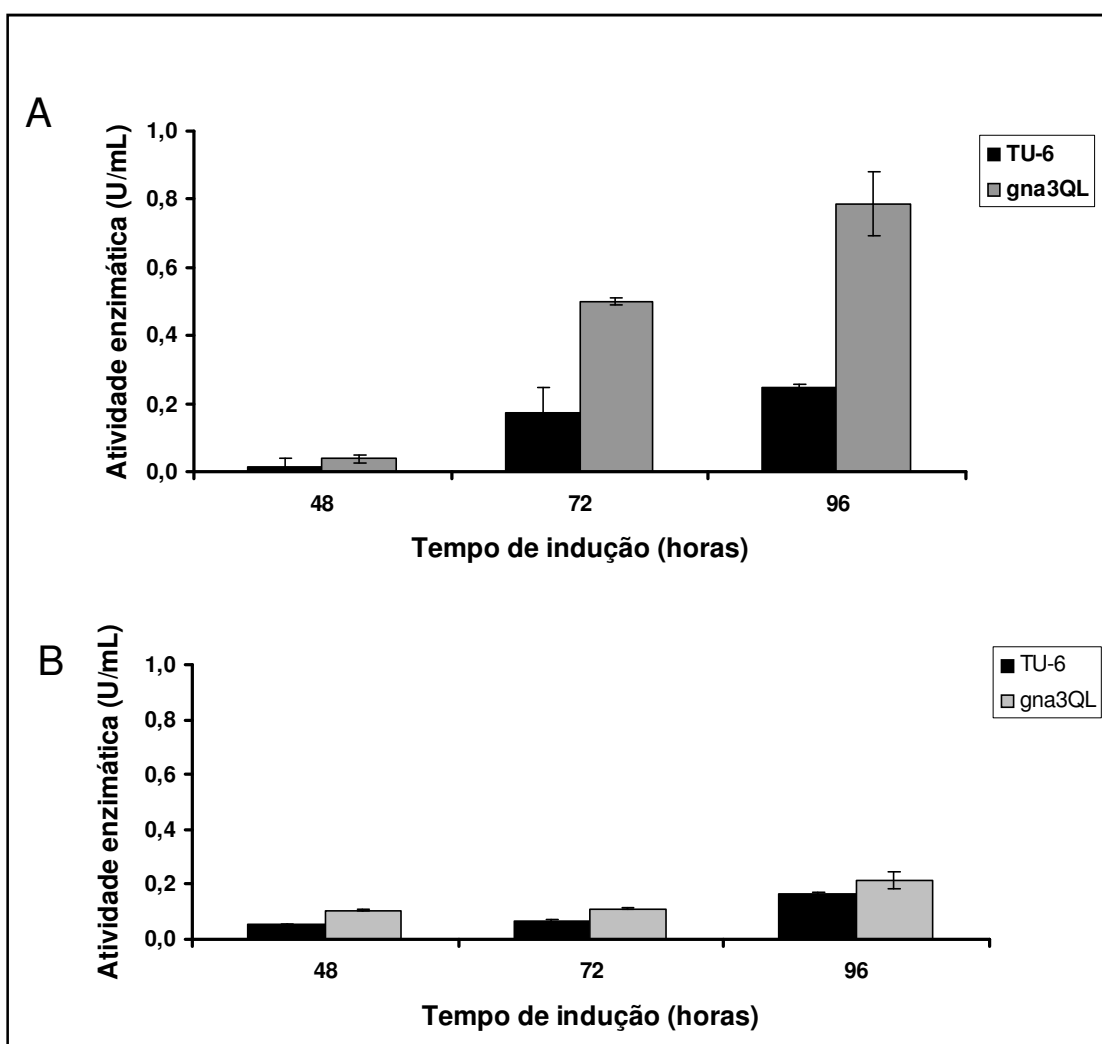 A
Atividade enzimática (U/mL)
1,0
0,8
0,6
0,4
0,2
0,0
48
72
96
Tempo de indução (horas)
TU-6
gna3QL
B
Atividade enzimática (U/mL)
1,0
0,8
0,6
0,4
0,2
0,0
48
72
96
Tempo de indução (horas)
TU-6
gna3QL